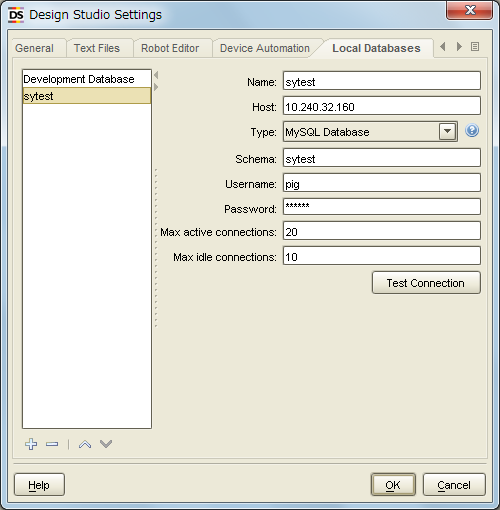 DS Design Studio Settings
General Text Files Robot Editor Device Automation Local Databases
Development Database
sytest
Name: sytest
Host: 10.240.32.160
Type: MySQL Database ?
Schema: sytest
Username: pig
Password: ******
Max active connections: 20
Max idle connections: 10
Test Connection
Help OK Cancel